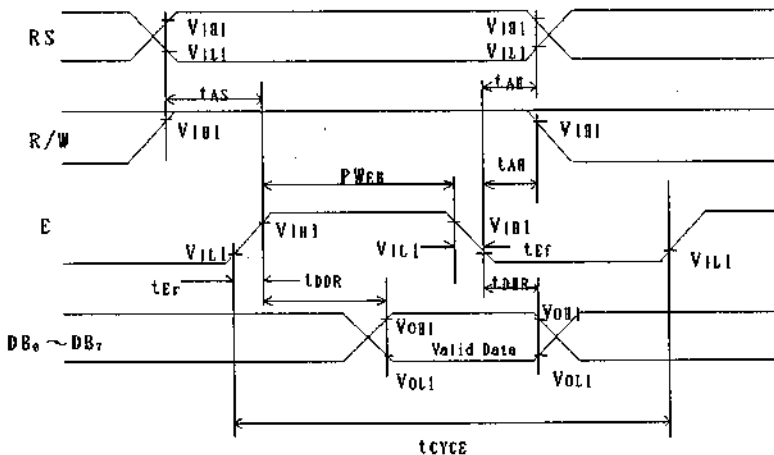 RS
VIH1
VIL1
VIH1
VIL1
tAS
tAH
R/W
VIH1
VIH1
tAH
PWEH
E
VIL1
VIH1
VIL1
VIH1
tEf
VIL1
tEr
tDDR
tDHR
DB0 ~ DB7
VOH1
Valid Data
VOH1
VOL1
VOL1
tCYCE